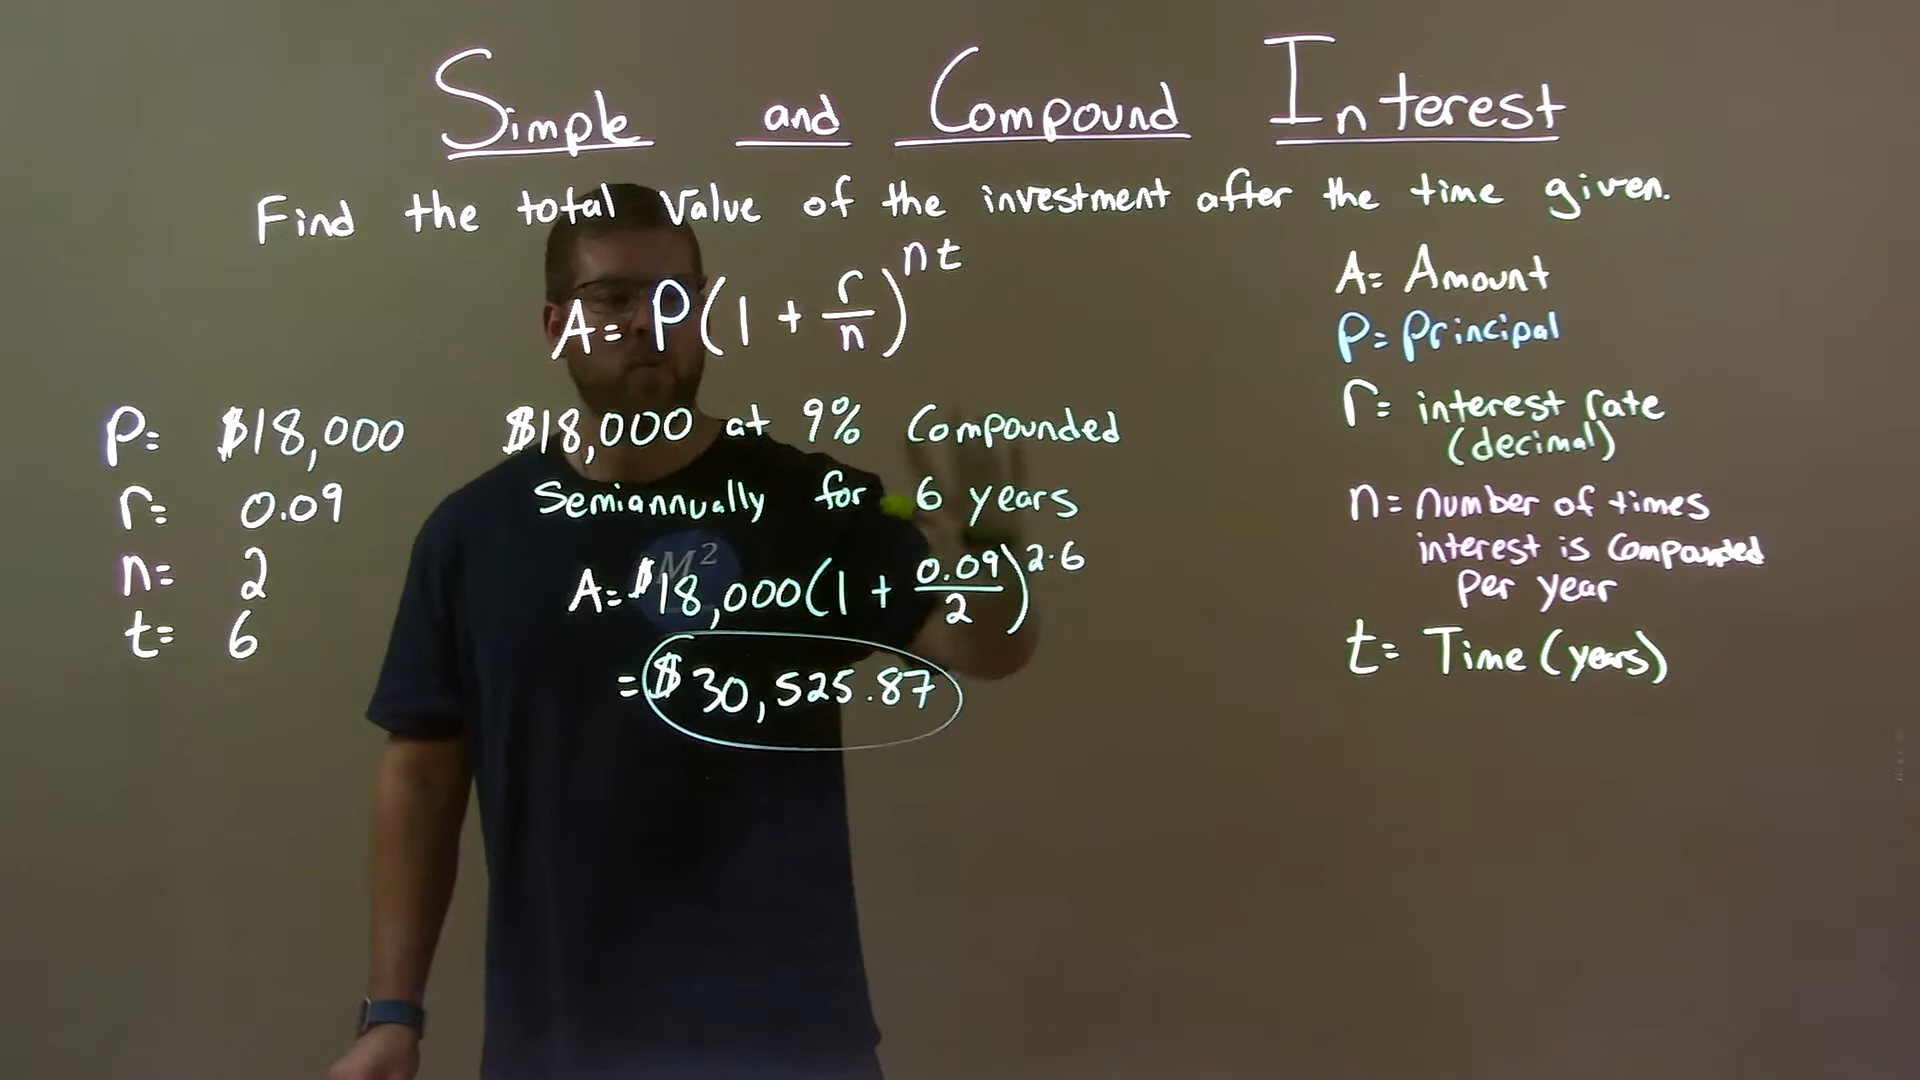 Simple and Compound Interest
Find the total value of the investment after the time given.
A = P(1 + r/n)^nt
P= $18,000
r= 0.09
n= 2
t= 6
$18,000 at 9% Compounded
Semiannually for 6 years
A= $18,000(1 + 0.09/2)^2·6
= $30,525.87
M²
A= Amount
P= Principal
r= interest rate
(decimal)
n= number of times
interest is compounded
per year
t= Time (years)